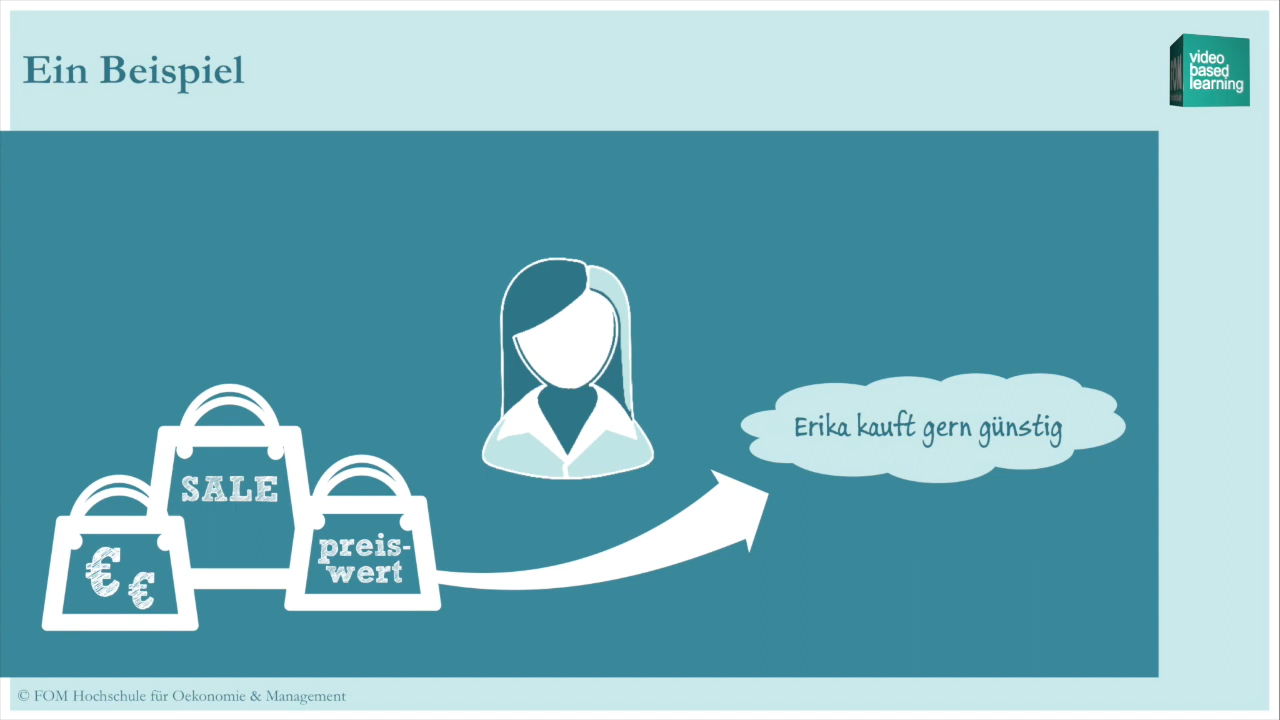 Ein Beispiel
video
based
learning
Erika kauft gern günstig
SALE
preis-
wert
€ €
© FOM Hochschule für Oekonomie & Management